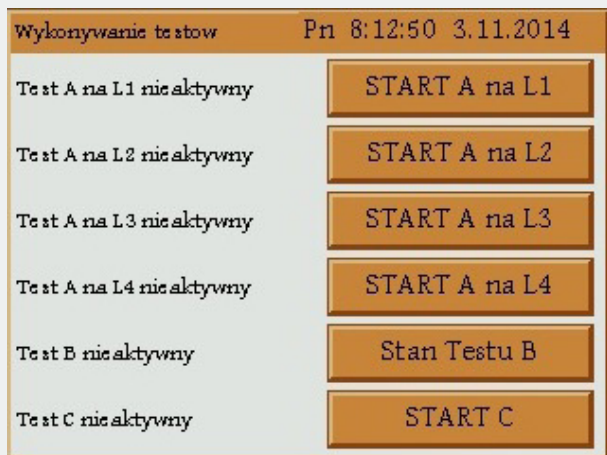 Wykonywanie testow Pn 8:12:50 3.11.2014
Test A na L1 nieaktywny START A na L1
Test A na L2 nieaktywny START A na L2
Test A na L3 nieaktywny START A na L3
Test A na L4 nieaktywny START A na L4
Test B nieaktywny Stan Testu B
Test C nieaktywny START C